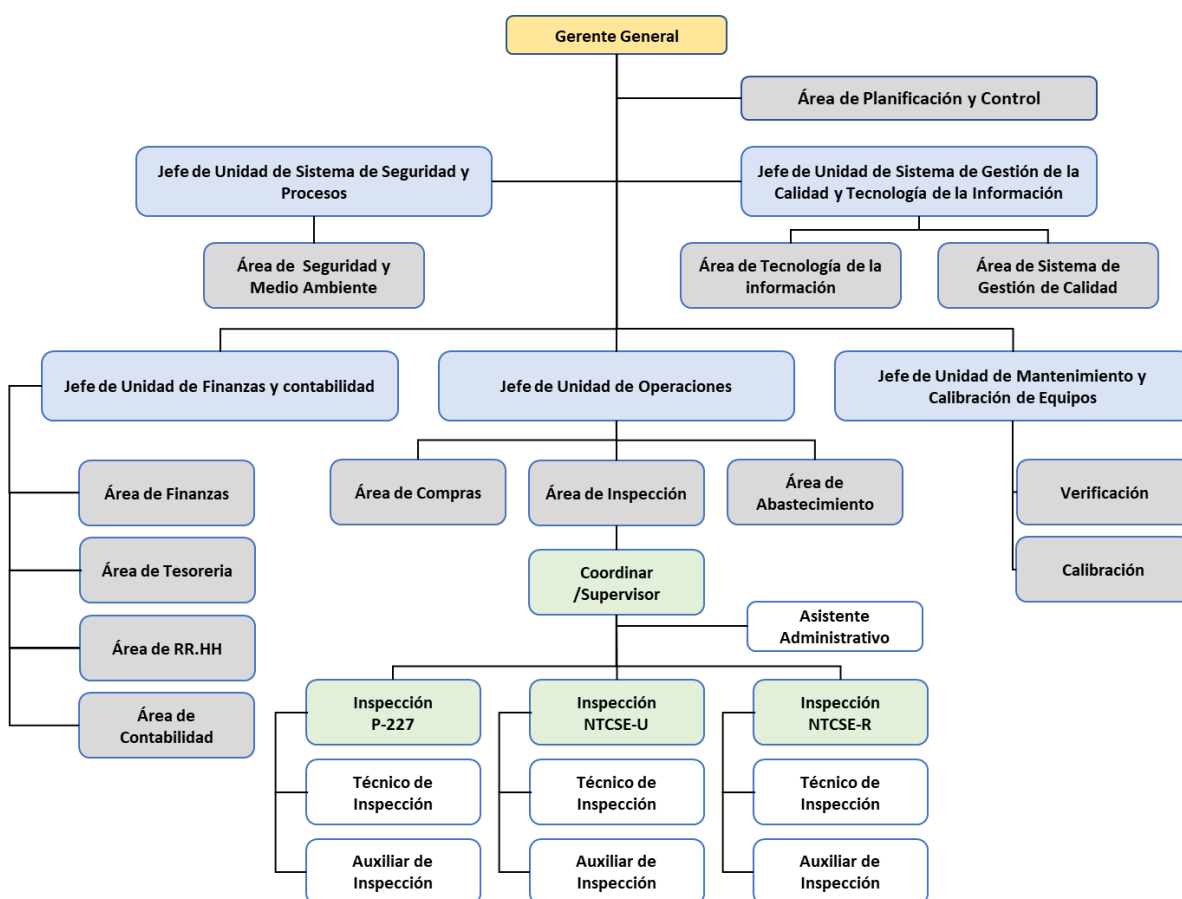 Gerente General
Área de Planificación y Control
Jefe de Unidad de Sistema de Seguridad y
Procesos
Jefe de Unidad de Sistema de Gestión de la
Calidad y Tecnología de la Información
Área de Seguridad y
Medio Ambiente
Área de Tecnología de la
información
Área de Sistema de
Gestión de Calidad
Jefe de Unidad de Finanzas y contabilidad
Jefe de Unidad de Operaciones
Jefe de Unidad de Mantenimiento y
Calibración de Equipos
Área de Finanzas
Área de Tesoreria
Área de RR.HH
Área de
Contabilidad
Área de Compras
Área de Inspección
Área de
Abastecimiento
Verificación
Calibración
Coordinar
/Supervisor
Asistente
Administrativo
Inspección
P-227
Técnico de
Inspección
Auxiliar de
Inspección
Inspección
NTCSE-U
Técnico de
Inspección
Auxiliar de
Inspección
Inspección
NTCSE-R
Técnico de
Inspección
Auxiliar de
Inspección